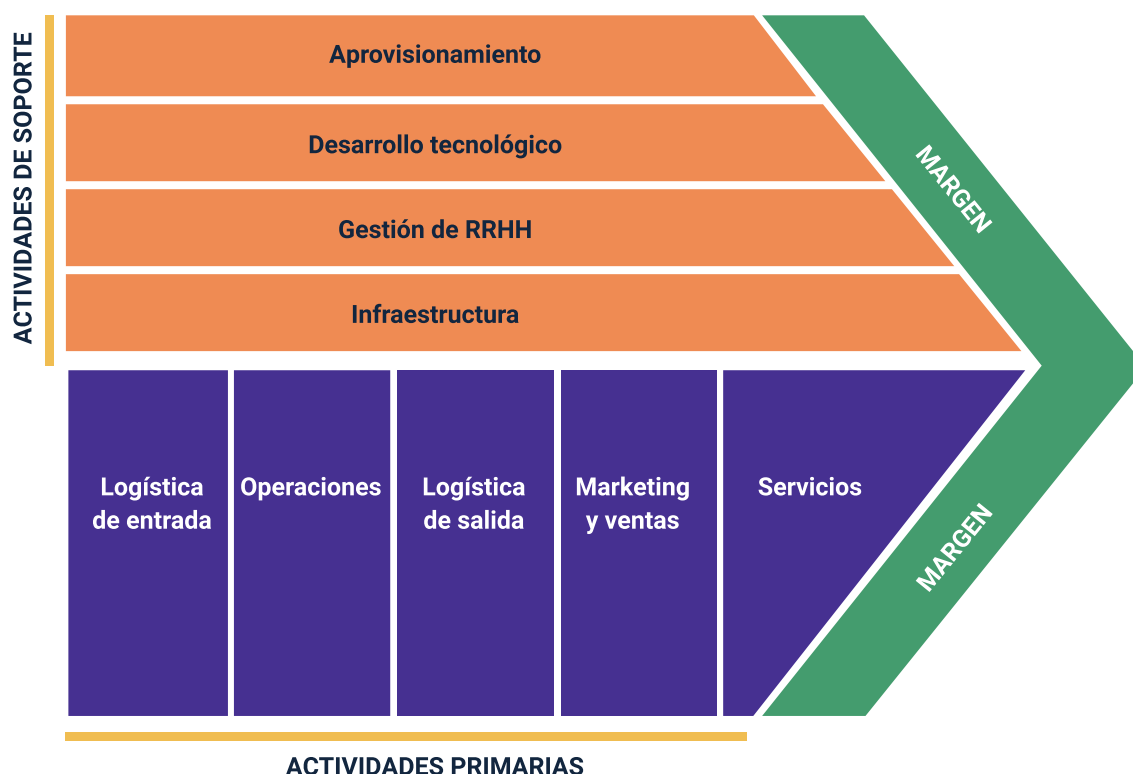 ACTIVIDADES DE SOPORTE
Aprovisionamiento
Desarrollo tecnológico
Gestión de RRHH
Infraestructura
MARGEN
Logística
de entrada
Operaciones
Logística
de salida
Marketing
y ventas
Servicios
MARGEN
ACTIVIDADES PRIMARIAS